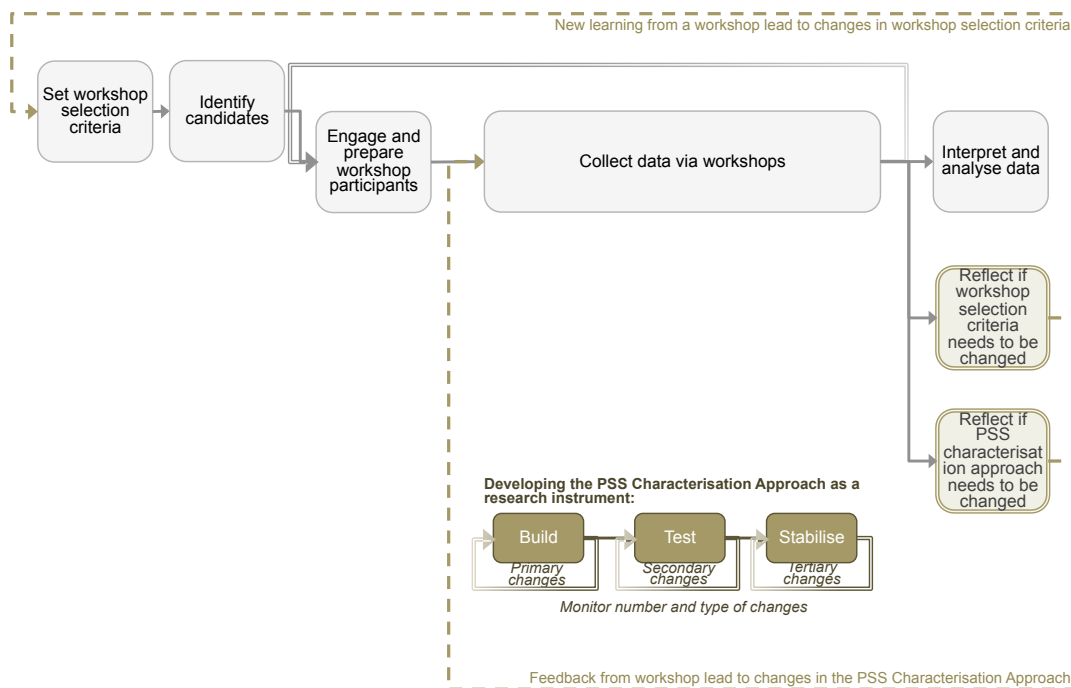 New learning from a workshop lead to changes in workshop selection criteria
Set workshop
selection
criteria
Identify
candidates
Engage and
prepare
workshop
participants
Collect data via workshops
Interpret and
analyse data
Reflect if
workshop
selection
criteria
needs to be
changed
Reflect if
PSS
characterisat
ion approach
needs to be
changed
Developing the PSS Characterisation Approach as a
research instrument:
Build
Test
Stabilise
Primary
changes
Secondary
changes
Tertiary
changes
Monitor number and type of changes
Feedback from workshop lead to changes in the PSS Characterisation Approach